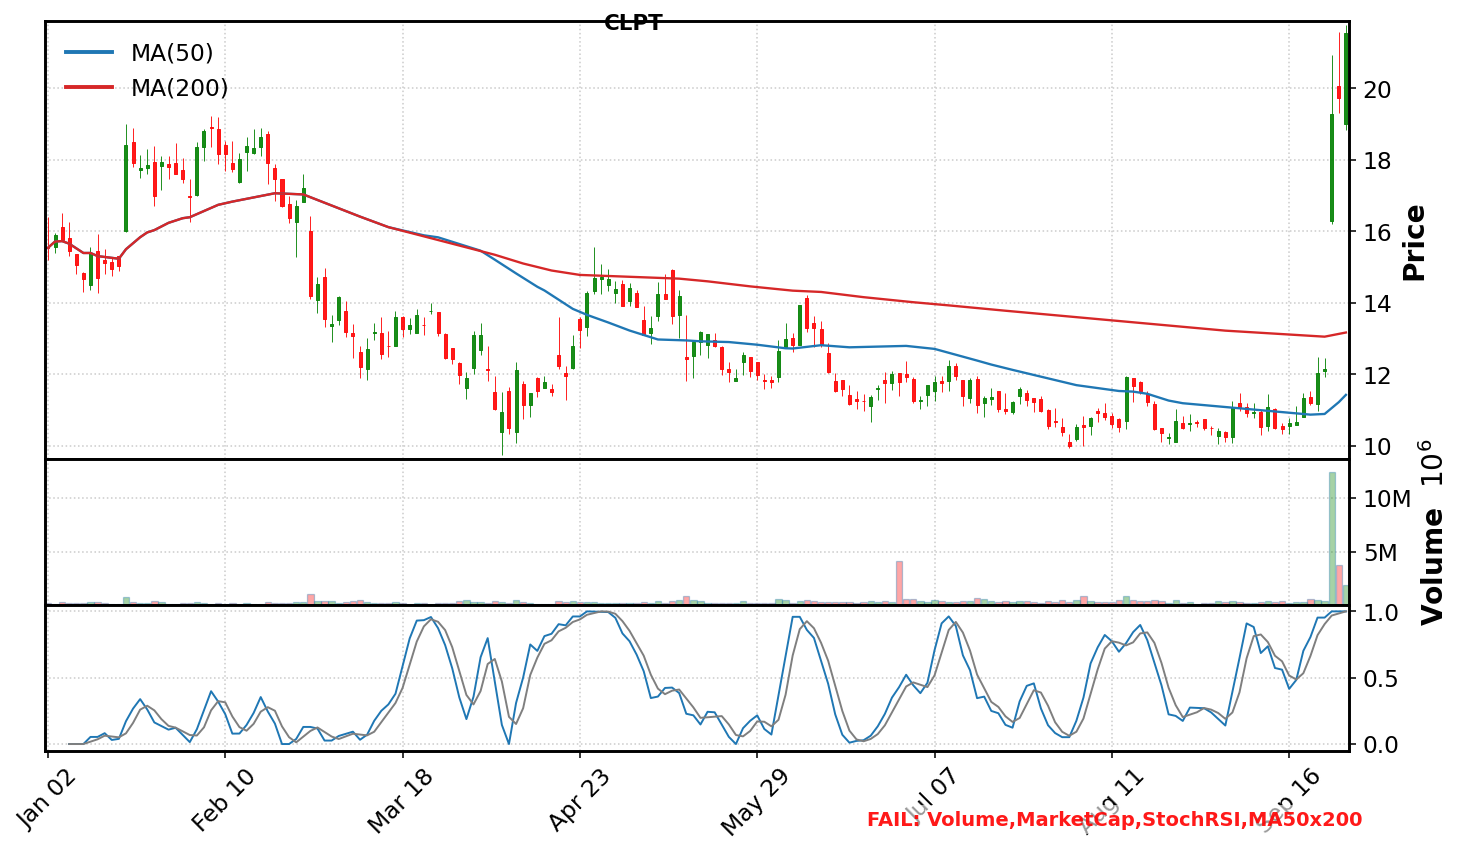 CLPT
MA(50)
MA(200)
20
18
16
14
12
10
Price
10⁶
10M
5M
Volume
1.0
0.5
0.0
Jan 02
Feb 10
Mar 18
Apr 23
May 29
Jul 07
Aug 11
Sep 16
FAIL: Volume,MarketCap,StochRSI,MA50x200